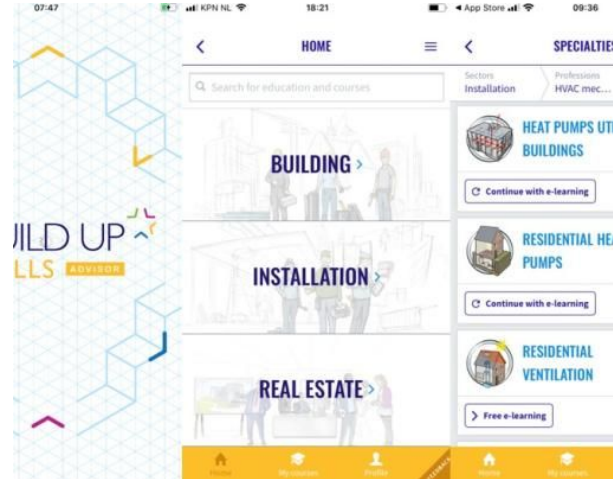 07:47
ILD UP
LLS ADVISOR
KPN NL 18:21
HOME
Search for education and courses
BUILDING >
INSTALLATION >
REAL ESTATE >
Home My courses Profile
FEEDBACK
App Store 09:36
SPECIALTIES
Sectors Professions
Installation HVAC mec...
HEAT PUMPS UTI
BUILDINGS
Continue with e-learning
RESIDENTIAL HEA
PUMPS
Continue with e-learning
RESIDENTIAL
VENTILATION
> Free e-learning
Home My courses